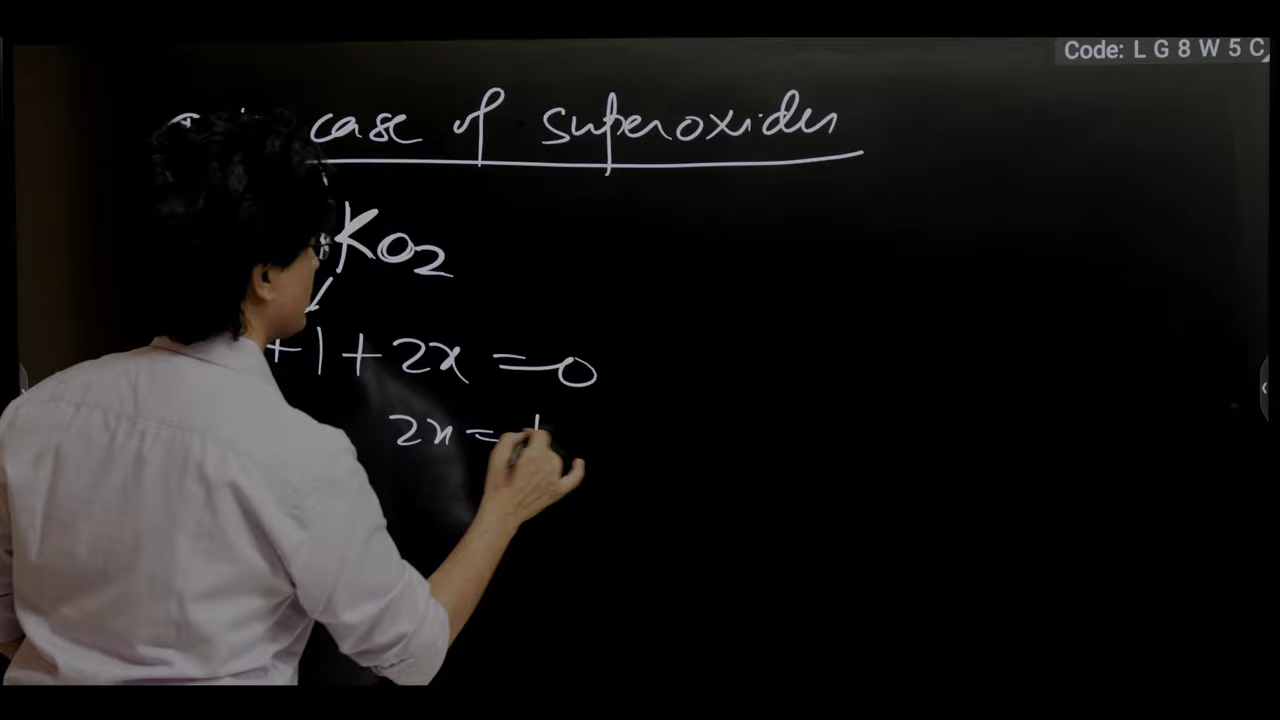 Code: L G 8 W 5 C
case of superoxides
KO2
+1 + 2x = 0
2x =